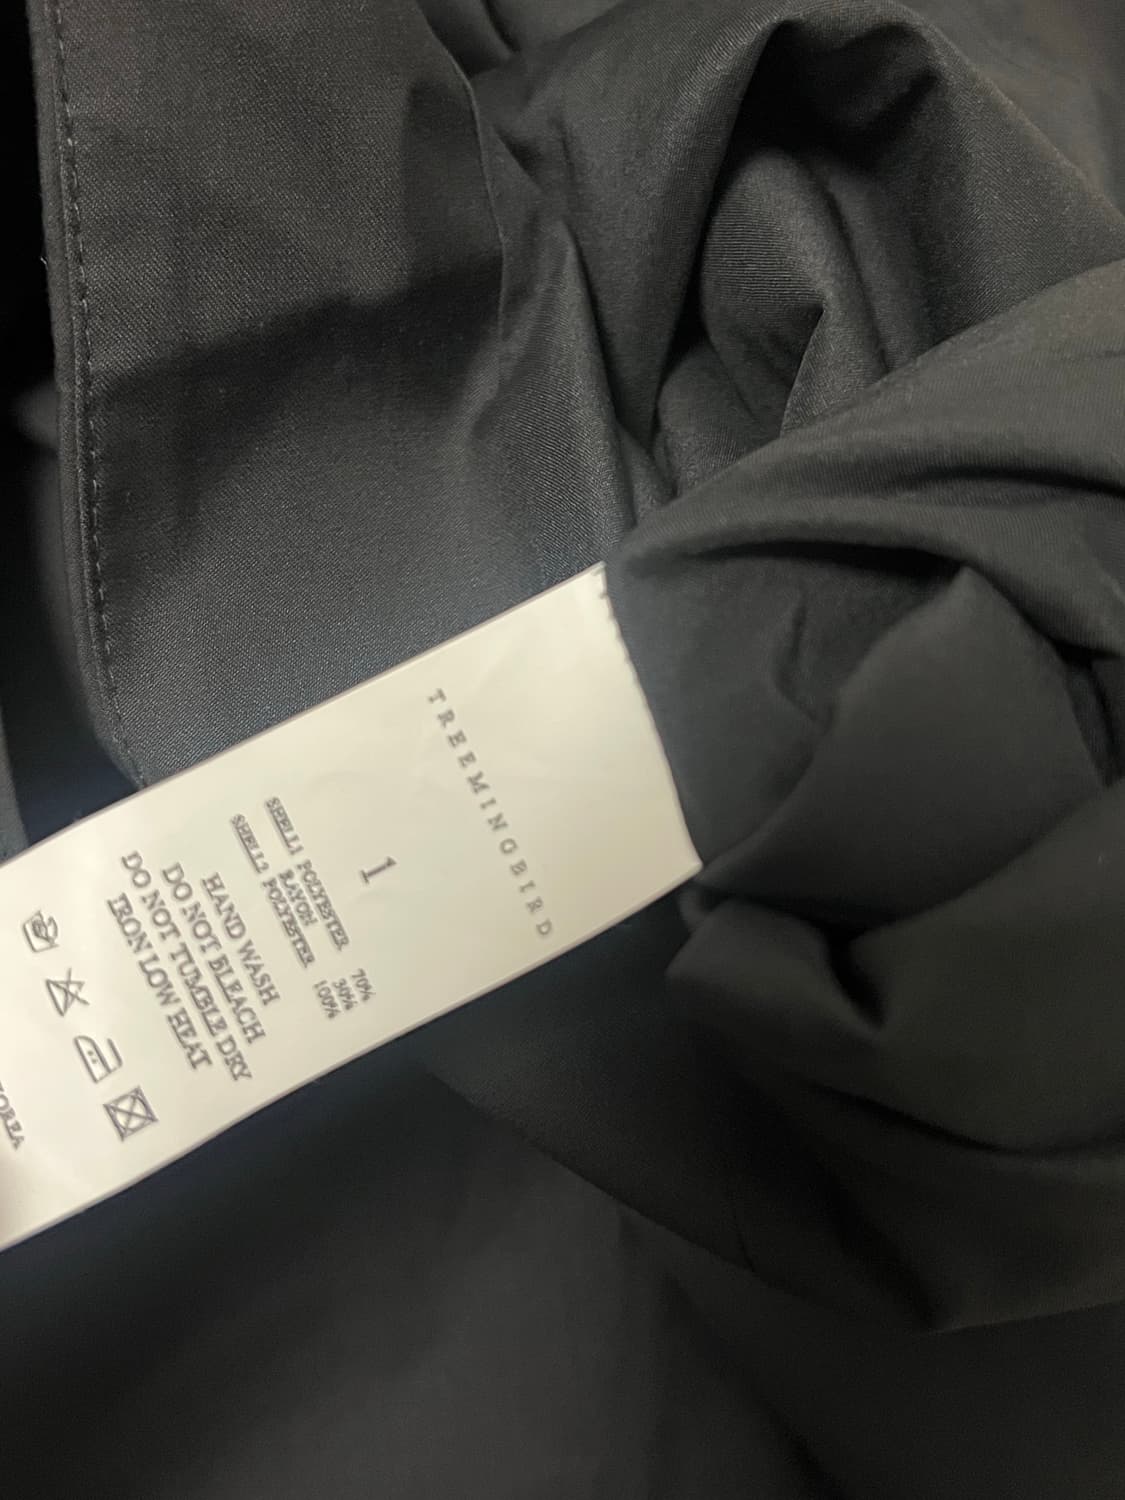 TREEMINGBIRD
1
SHELL1 POLYESTER 70%
RAYON 30%
SHELL2 POLYESTER 100%
HAND WASH
DO NOT BLEACH
DO NOT TUMBLE DRY
IRON LOW HEAT
KOREA